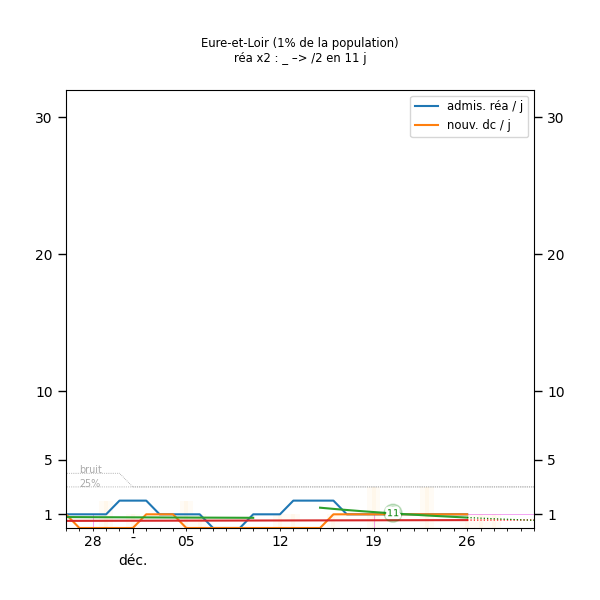 Eure-et-Loir (1% de la population)
réa x2 : _ –> /2 en 11 j
admis. réa / j
nouv. dc / j
30 30
20 20
10 10
5 5
bruit
25%
1 11 1
28 - 05 12 19 26
déc.